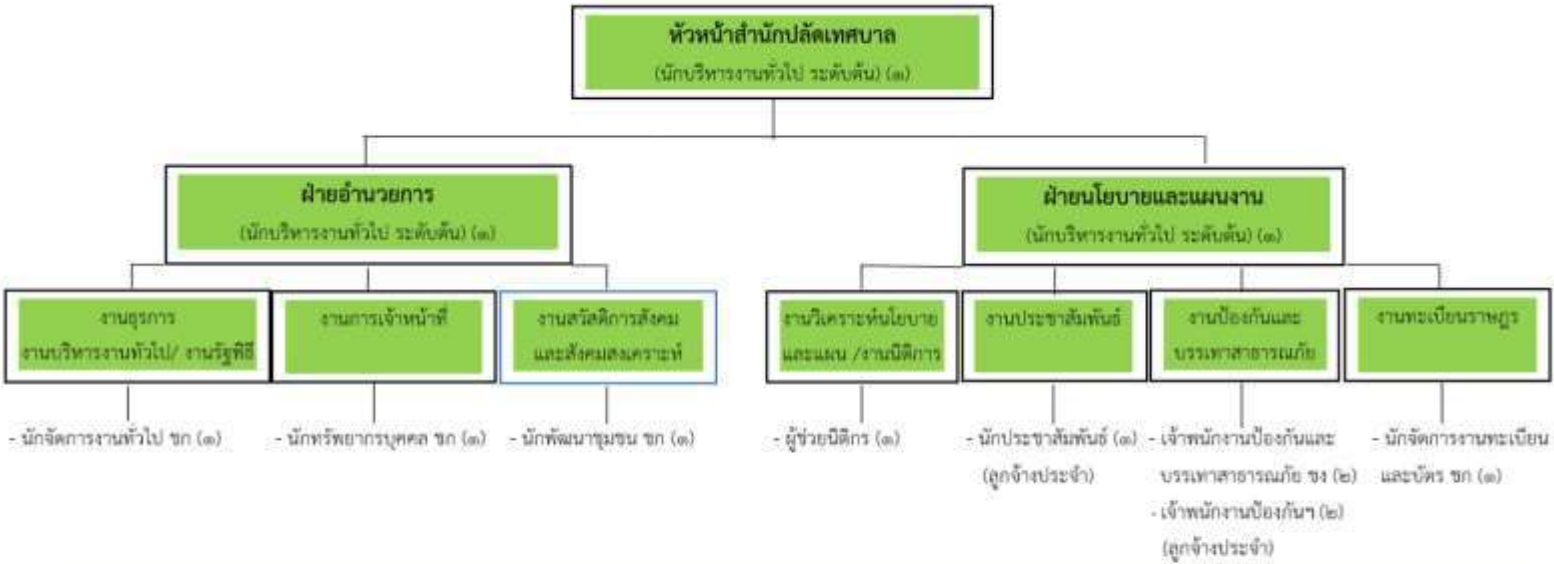 หัวหน้าสำนักปลัดเทศบาล
(นักบริหารงานทั่วไป ระดับต้น) (๑)
ฝ่ายอำนวยการ
(นักบริหารงานทั่วไป ระดับต้น) (๑)
ฝ่ายนโยบายและแผนงาน
(นักบริหารงานทั่วไป ระดับต้น) (๑)
งานธุรการ
งานบริหารงานทั่วไป/ งานรัฐพิธี
งานการเจ้าหน้าที่
งานสวัสดิการสังคม
และสังคมสงเคราะห์
งานวิเคราะห์นโยบาย
และแผน /งานนิติการ
งานประชาสัมพันธ์
งานป้องกันและ
บรรเทาสาธารณภัย
งานทะเบียนราษฎร
- นักจัดการงานทั่วไป ชก (๑)
- นักทรัพยากรบุคคล ชก (๑)
- นักพัฒนาชุมชน ชก (๑)
- ผู้ช่วยนิติกร (๑)
- นักประชาสัมพันธ์ (๑)
(ลูกจ้างประจำ)
- เจ้าพนักงานป้องกันและ
บรรเทาสาธารณภัย ชง (๒)
- เจ้าพนักงานป้องกันฯ (๒)
(ลูกจ้างประจำ)
- นักจัดการงานทะเบียน
และบัตร ชก (๑)